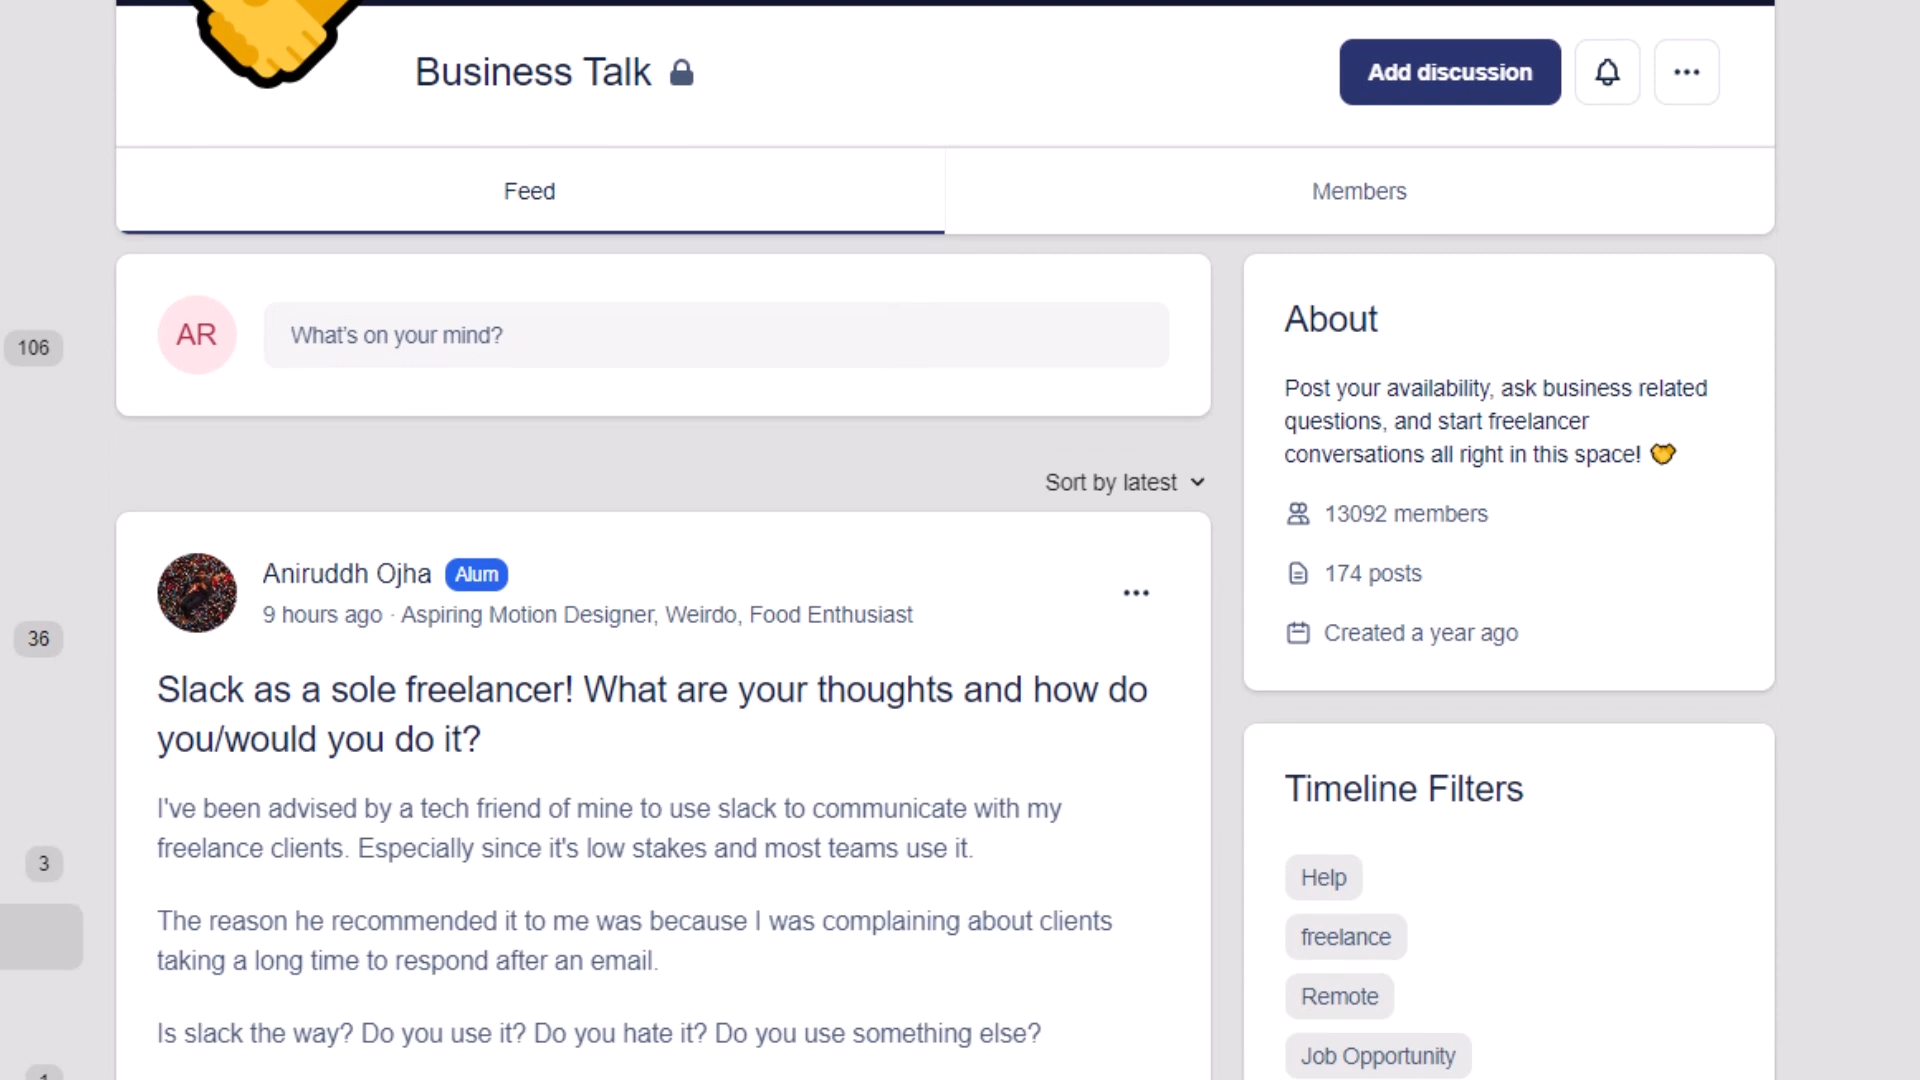 Business Talk
Add discussion
Feed
Members
106
AR
What's on your mind?
Sort by latest
36
Aniruddh Ojha Alum
9 hours ago · Aspiring Motion Designer, Weirdo, Food Enthusiast
Slack as a sole freelancer! What are your thoughts and how do
you/would you do it?
I've been advised by a tech friend of mine to use slack to communicate with my
freelance clients. Especially since it's low stakes and most teams use it.
3
The reason he recommended it to me was because I was complaining about clients
taking a long time to respond after an email.
Is slack the way? Do you use it? Do you hate it? Do you use something else?
About
Post your availability, ask business related
questions, and start freelancer
conversations all right in this space!
13092 members
174 posts
Created a year ago
Timeline Filters
Help
freelance
Remote
Job Opportunity